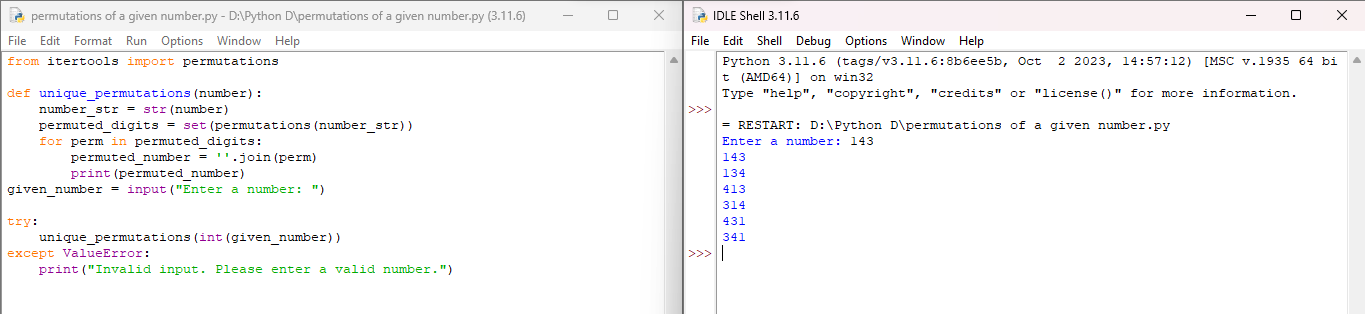 permutations of a given number.py - D:\Python D\permutations of a given number.py (3.11.6)
File Edit Format Run Options Window Help
from itertools import permutations

def unique_permutations(number):
    number_str = str(number)
    permuted_digits = set(permutations(number_str))
    for perm in permuted_digits:
        permuted_number = ''.join(perm)
        print(permuted_number)
given_number = input("Enter a number: ")

try:
    unique_permutations(int(given_number))
except ValueError:
    print("Invalid input. Please enter a valid number.")
IDLE Shell 3.11.6
File Edit Shell Debug Options Window Help
Python 3.11.6 (tags/v3.11.6:8b6ee5b, Oct  2 2023, 14:57:12) [MSC v.1935 64 bi
t (AMD64)] on win32
Type "help", "copyright", "credits" or "license()" for more information.
>>>
= RESTART: D:\Python D\permutations of a given number.py
Enter a number: 143
143
134
413
314
431
341
>>>